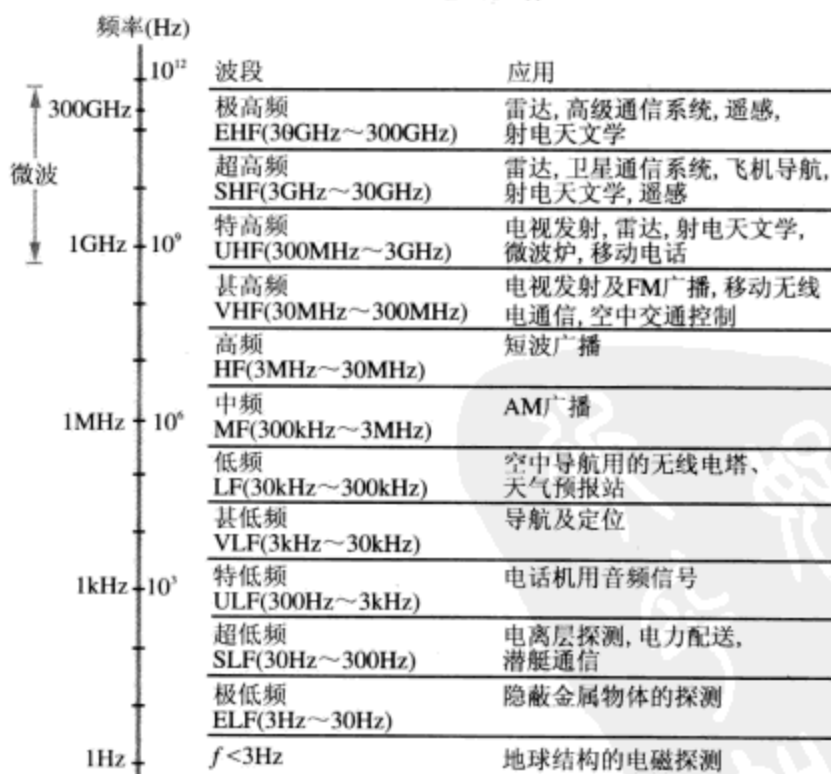 频率(Hz)
10¹²
波段 应用
300GHz
极高频 雷达, 高级通信系统, 遥感,
EHF(30GHz～300GHz) 射电天文学
微波
超高频 雷达, 卫星通信系统, 飞机导航,
SHF(3GHz～30GHz) 射电天文学, 遥感
1GHz 10⁹
特高频 电视发射, 雷达, 射电天文学,
UHF(300MHz～3GHz) 微波炉, 移动电话
甚高频 电视发射及FM广播, 移动无线
VHF(30MHz～300MHz) 电通信, 空中交通控制
高频 短波广播
HF(3MHz～30MHz)
1MHz 10⁶
中频 AM广播
MF(300kHz～3MHz)
低频 空中导航用的无线电塔、
LF(30kHz～300kHz) 天气预报站
甚低频 导航及定位
VLF(3kHz～30kHz)
1kHz 10³
特低频 电话机用音频信号
ULF(300Hz～3kHz)
超低频 电离层探测, 电力配送,
SLF(30Hz～300Hz) 潜艇通信
极低频 隐蔽金属物体的探测
ELF(3Hz～30Hz)
1Hz f<3Hz 地球结构的电磁探测